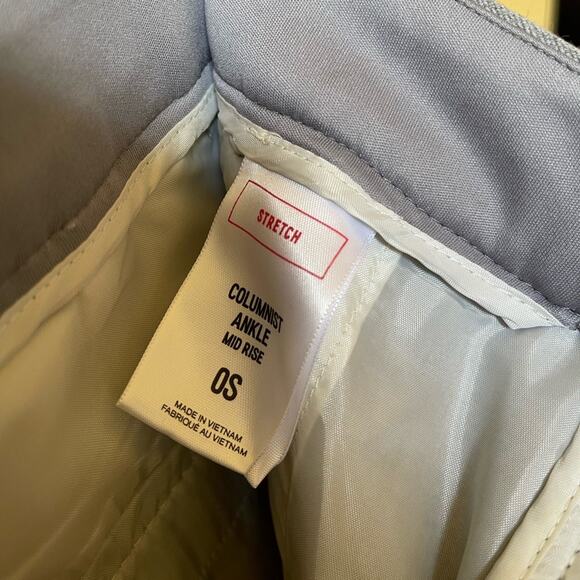 STRETCH
COLUMNIST
ANKLE
MID RISE
0S
MADE IN VIETNAM
FABRIQUÉ AU VIETNAM